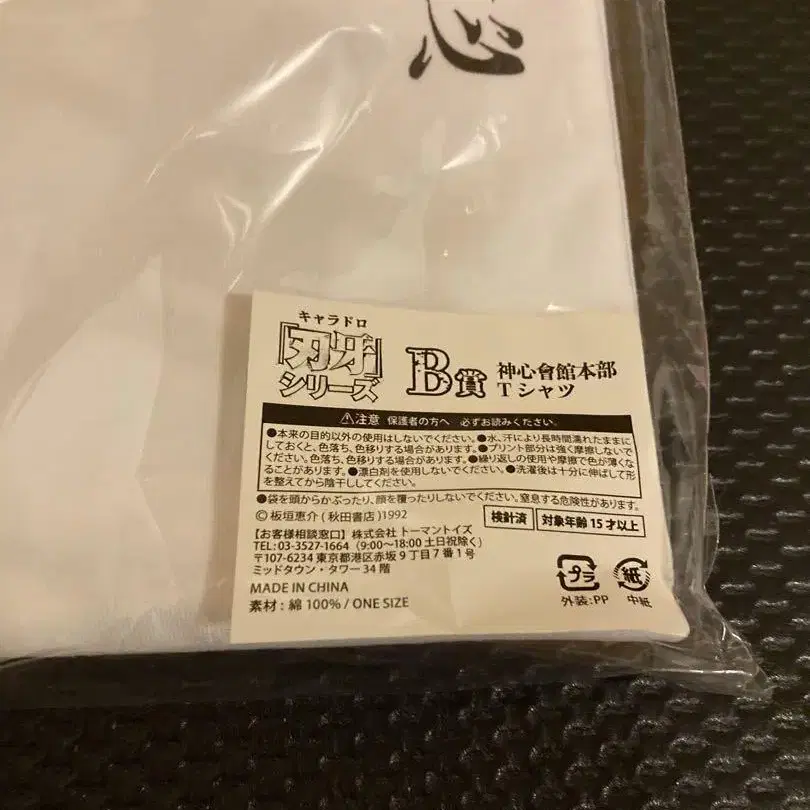 心
キャラドロ
「刃牙」
シリーズ
B賞
神心會館本部
Tシャツ
⚠注意 保護者の方へ 必ずお読みください。
●本来の目的以外の使用はしないでください。●水、汗により長時間濡れたままに
しておくと、色落ち、色移りする場合があります。●プリント部分は強く摩擦しないで
ください。色落ち、色移りする場合があります。●繰り返しの使用や摩擦で色が薄くな
ることがあります。●漂白剤を使用しないでください。●洗濯後は十分に伸ばして形
を整えてから陰干ししてください。
●袋を頭からかぶったり、顔を覆ったりしないでください。窒息する危険性があります。
© 板垣恵介(秋田書店)1992
検針済
対象年齢15才以上
【お客様相談窓口】株式会社 トーマントイズ
TEL:03-3527-1664 (9:00~18:00 土日祝除く)
〒107-6234 東京都港区赤坂9丁目7番1号
ミッドタウン・タワー 34階
MADE IN CHINA
素材:綿 100% / ONE SIZE
プラ
外装:PP
紙
中紙